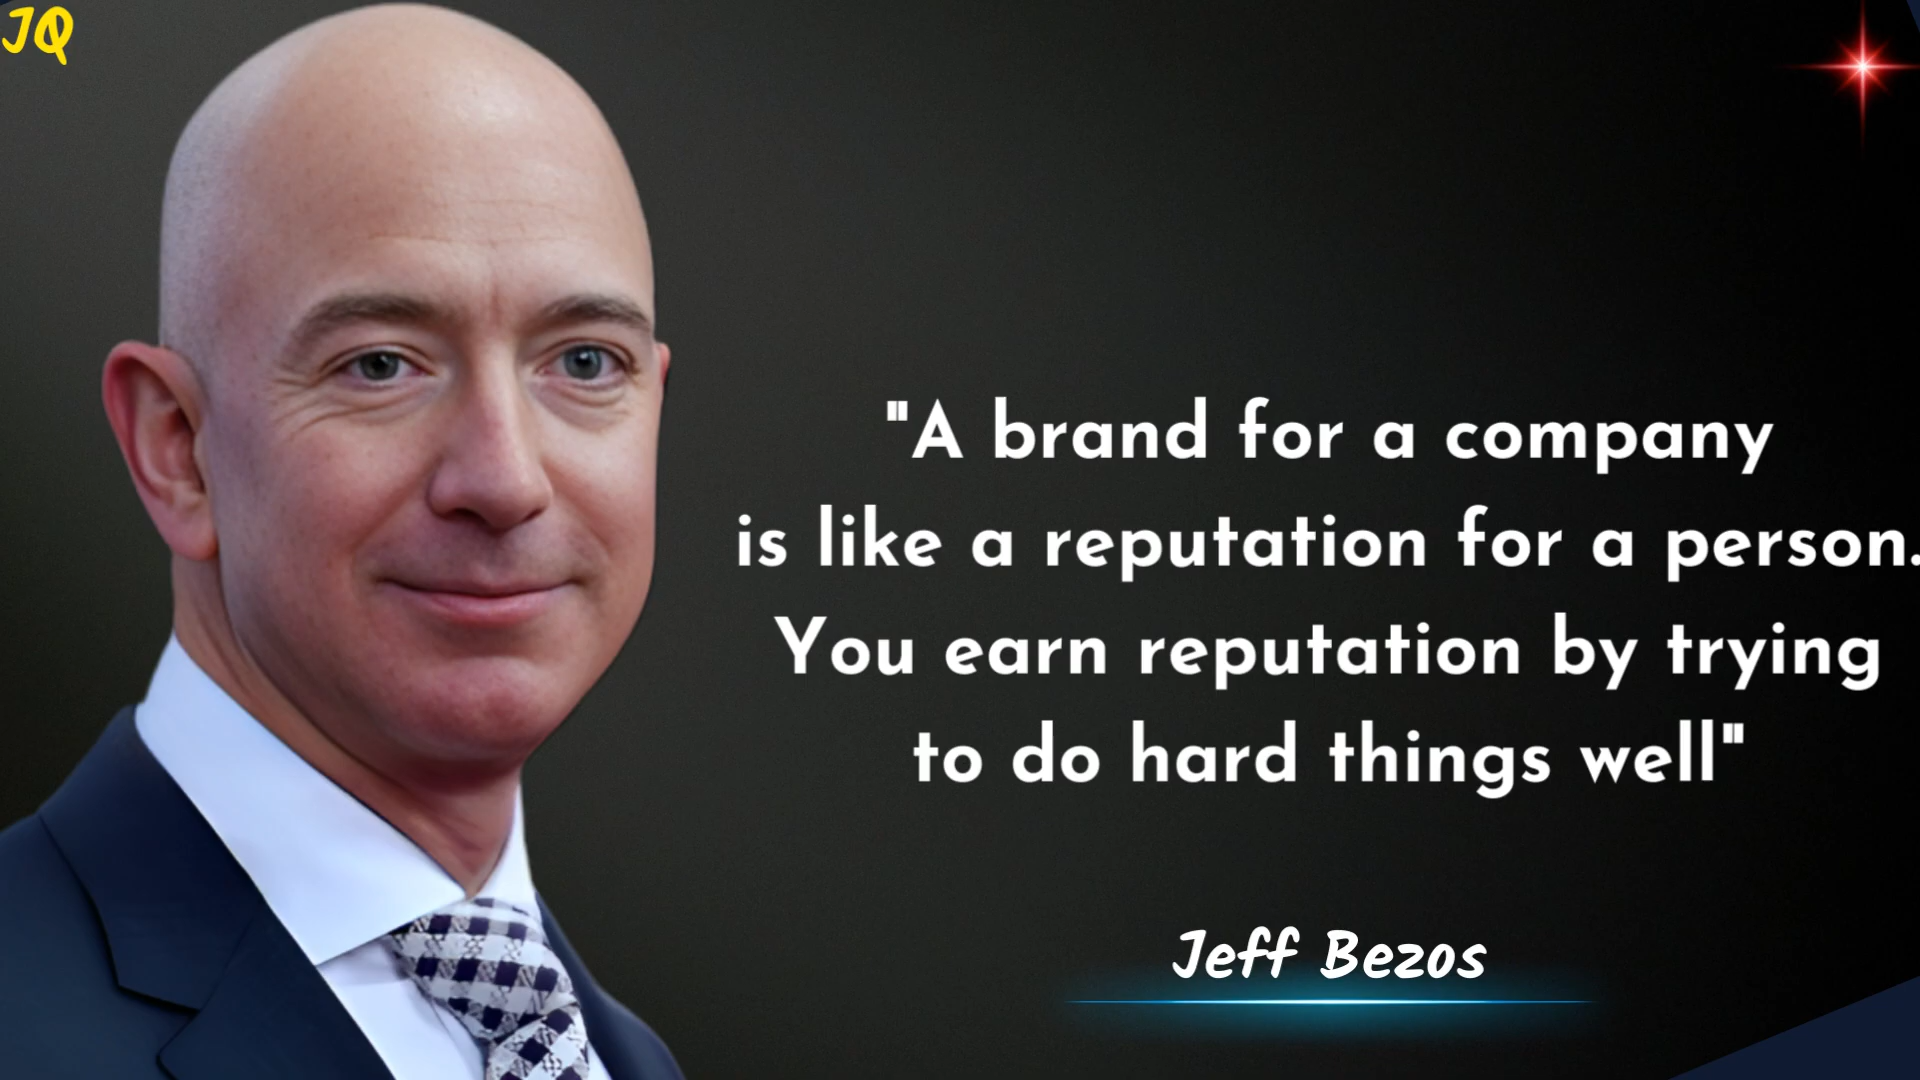 JQ
"A brand for a company
is like a reputation for a person.
You earn reputation by trying
to do hard things well"
Jeff Bezos